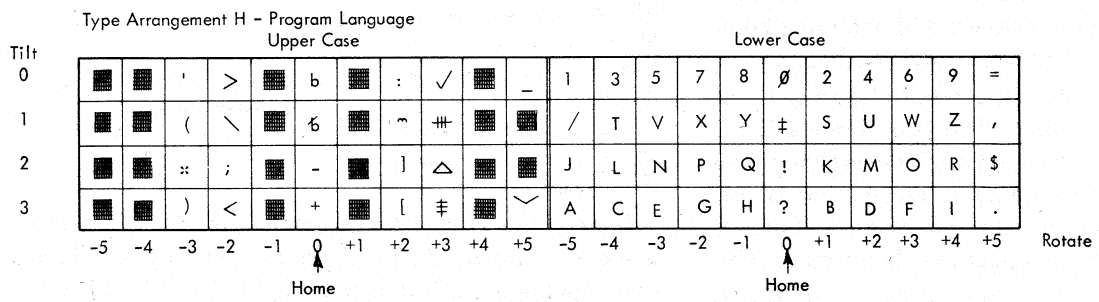 Type Arrangement H – Program Language
Upper Case Lower Case
Tilt
0 ' > b : √ _ 1 3 5 7 8 Ø 2 4 6 9 =
1 ( \ ƀ / T V X Y ‡ S U W Z ,
2 ; - ] △ J L N P Q ! K M O R $
3 ) < + [ A C E G H ? B D F I .
-5 -4 -3 -2 -1 0 +1 +2 +3 +4 +5 -5 -4 -3 -2 -1 0 +1 +2 +3 +4 +5 Rotate
Home Home